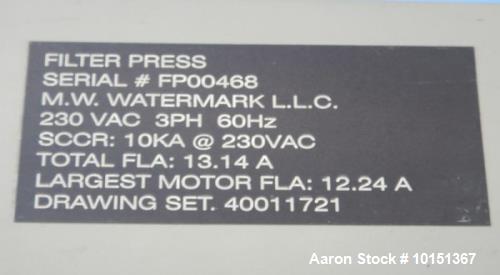 FILTER PRESS
SERIAL # FP00468
M.W. WATERMARK L.L.C.
230 VAC 3PH 60Hz
SCCR: 10KA @ 230VAC
TOTAL FLA: 13.14 A
LARGEST MOTOR FLA: 12.24 A
DRAWING SET. 40011721
Aaron Stock # 10151367